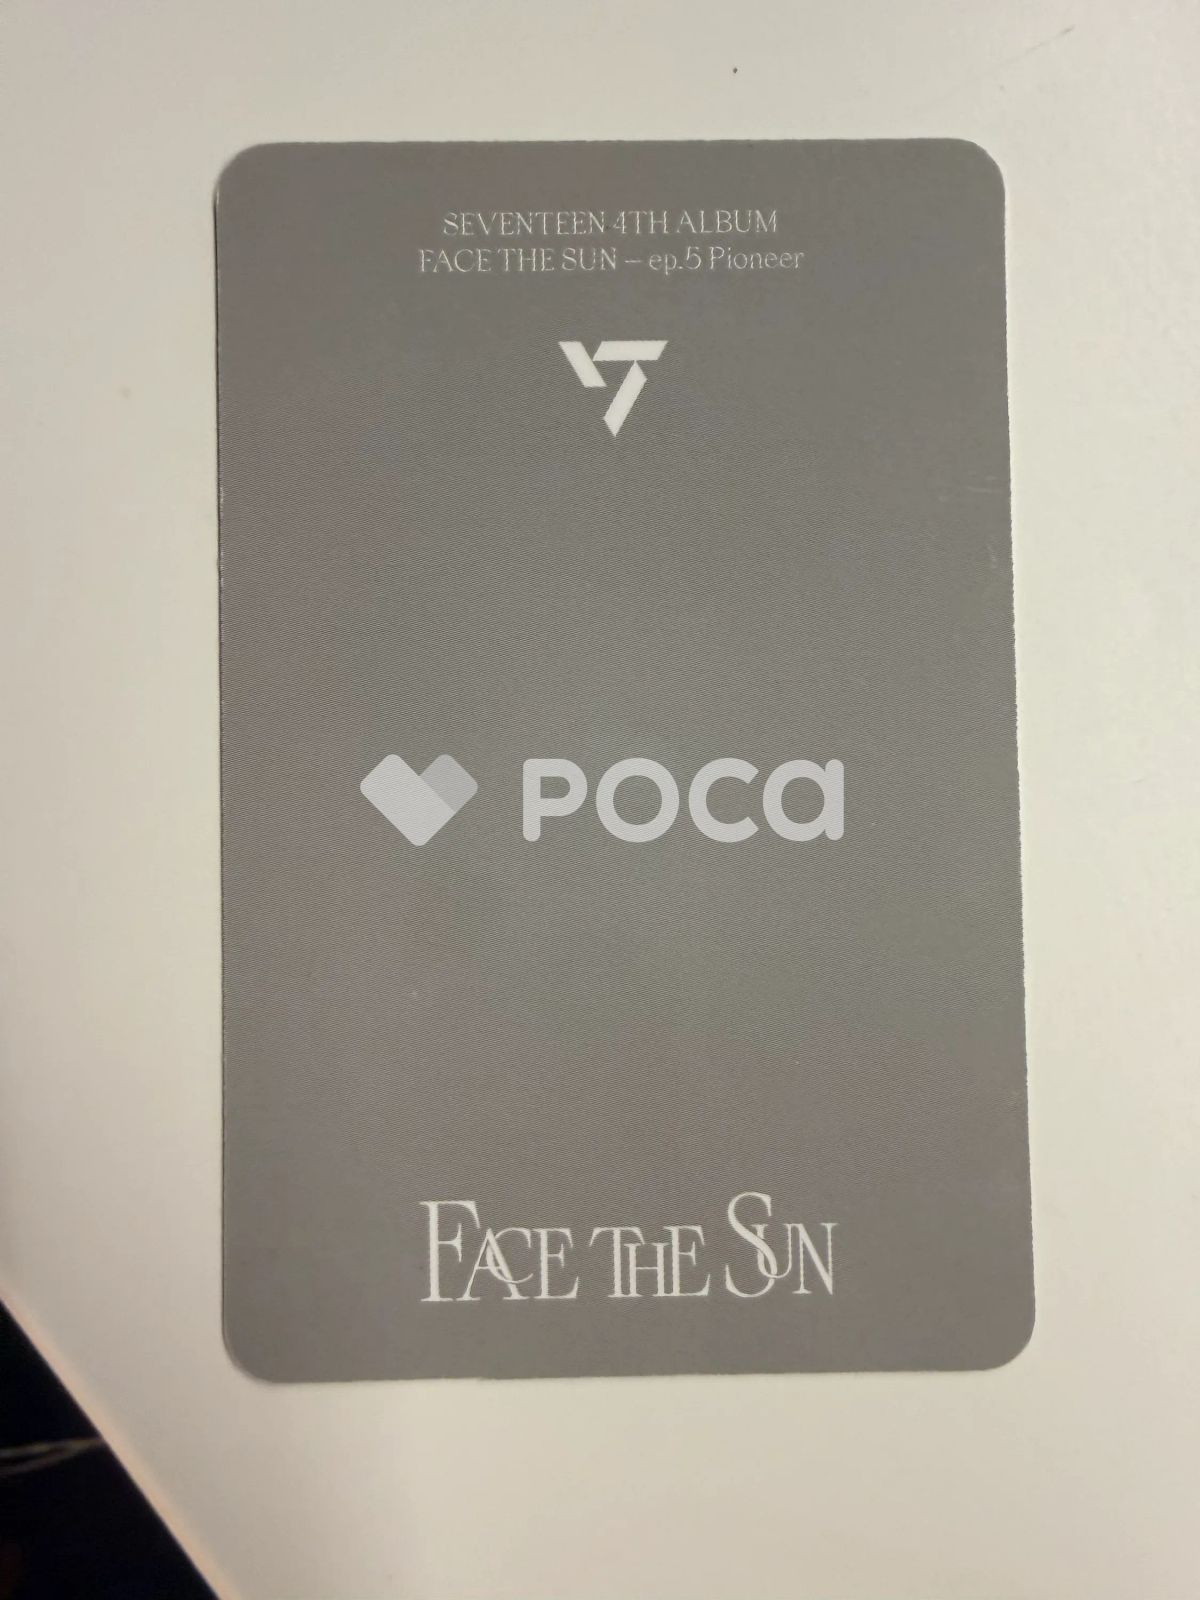 SEVENTEEN 4TH ALBUM
FACE THE SUN – ep.5 Pioneer
POCA
FACE THE SUN